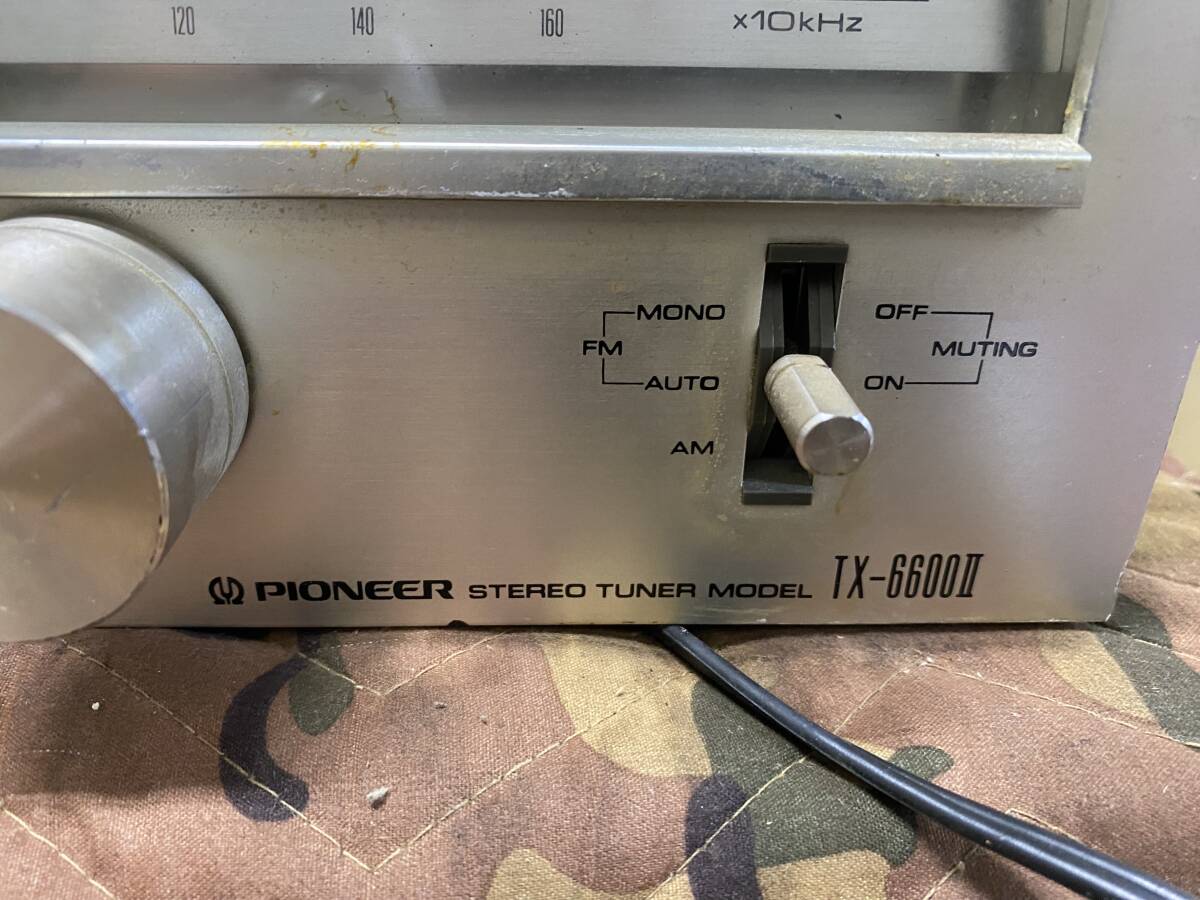 120 140 160 x10kHz
MONO OFF
FM MUTING
AUTO ON
AM
PIONEER STEREO TUNER MODEL TX-6600II